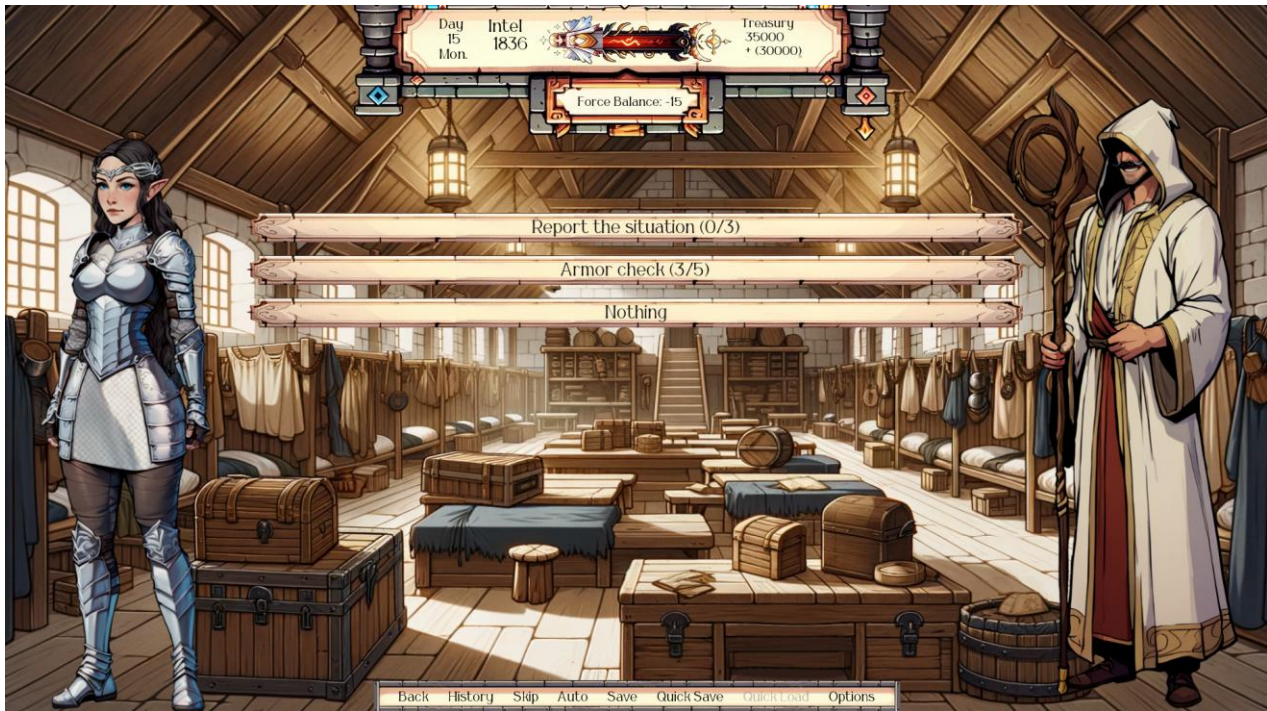 Day
15
Mon.
Intel
1836
Treasury
35000
+ (30000)
Force Balance: -15
Report the situation (0/3)
Armor check (3/5)
Nothing
Back History Skip Auto Save Quick Save Quick Load Options